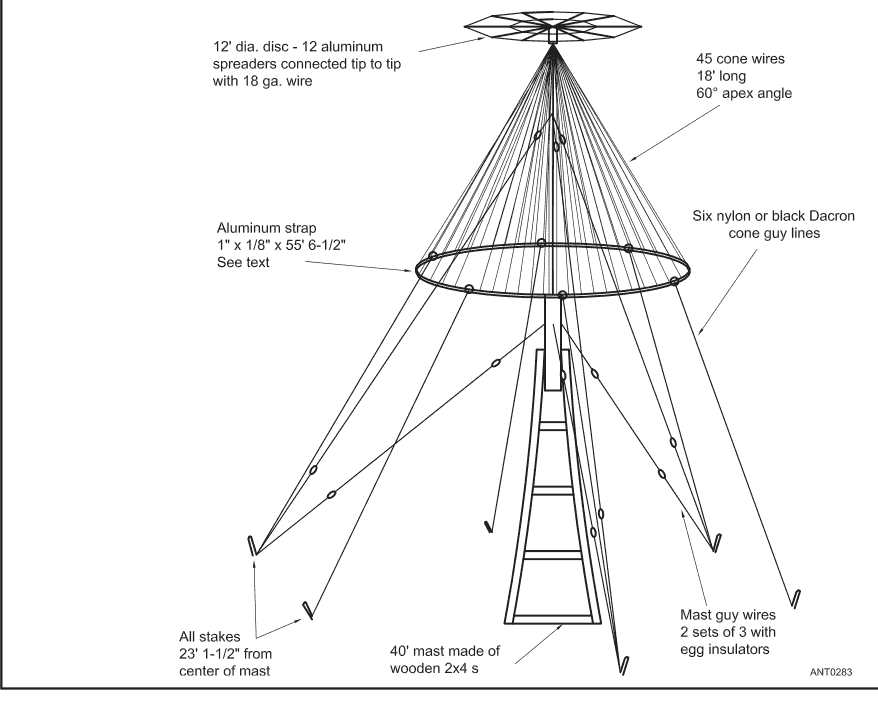 12' dia. disc - 12 aluminum
spreaders connected tip to tip
with 18 ga. wire
45 cone wires
18' long
60° apex angle
Aluminum strap
1" x 1/8" x 55' 6-1/2"
See text
Six nylon or black Dacron
cone guy lines
All stakes
23' 1-1/2" from
center of mast
40' mast made of
wooden 2x4 s
Mast guy wires
2 sets of 3 with
egg insulators
ANT0283